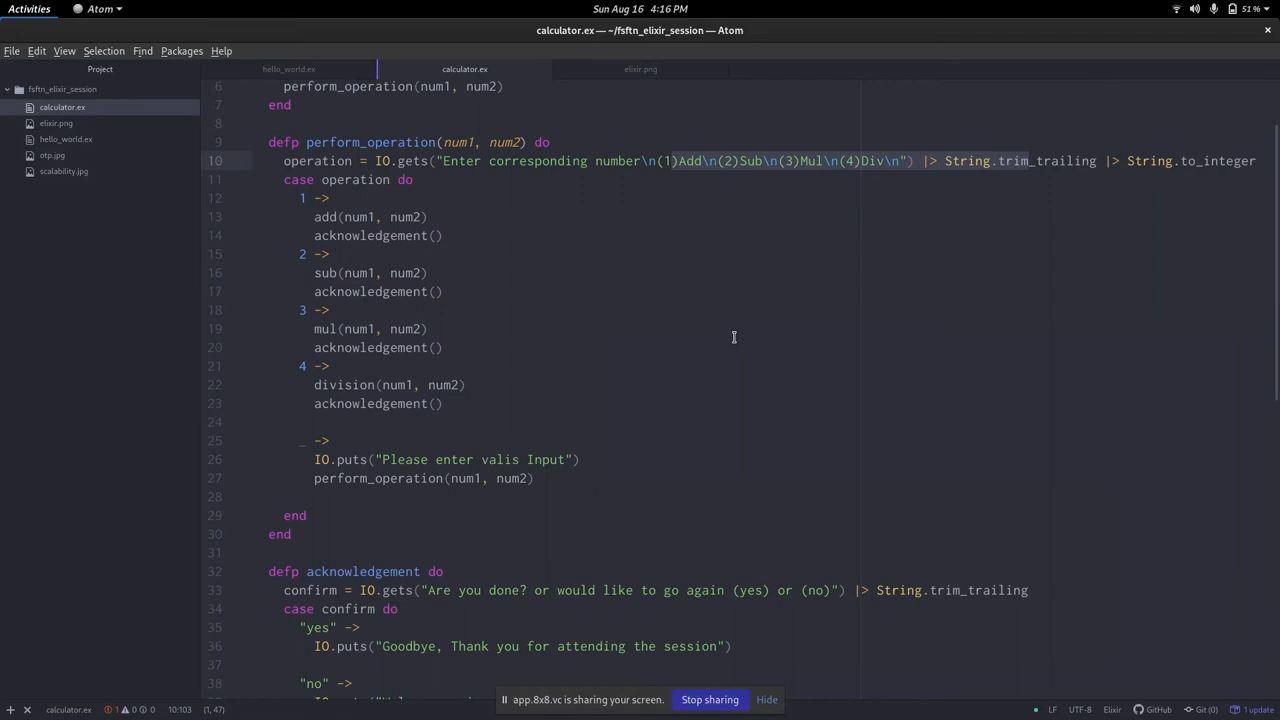 Activities Atom Sun Aug 16 4:16 PM 51 %
calculator.ex — ~/fsftn_elixir_session — Atom
File Edit View Selection Find Packages Help
Project hello_world.ex calculator.ex elixir.png
fsftn_elixir_session
calculator.ex
elixir.png
hello_world.ex
otp.jpg
scalability.jpg
6 perform_operation(num1, num2)
7 end
8
9 defp perform_operation(num1, num2) do
10 operation = IO.gets("Enter corresponding number\n(1)Add\n(2)Sub\n(3)Mul\n(4)Div\n") |> String.trim_trailing |> String.to_integer
11 case operation do
12 1 ->
13 add(num1, num2)
14 acknowledgement()
15 2 ->
16 sub(num1, num2)
17 acknowledgement()
18 3 ->
19 mul(num1, num2)
20 acknowledgement()
21 4 ->
22 division(num1, num2)
23 acknowledgement()
24
25 _ ->
26 IO.puts("Please enter valis Input")
27 perform_operation(num1, num2)
28
29 end
30 end
31
32 defp acknowledgement do
33 confirm = IO.gets("Are you done? or would like to go again (yes) or (no)") |> String.trim_trailing
34 case confirm do
35 "yes" ->
36 IO.puts("Goodbye, Thank you for attending the session")
37
38 "no" ->
app.8x8.vc is sharing your screen. Stop sharing Hide
calculator.ex 1 0 0 10:103 (1, 47) LF UTF-8 Elixir GitHub Git (0) 1 update